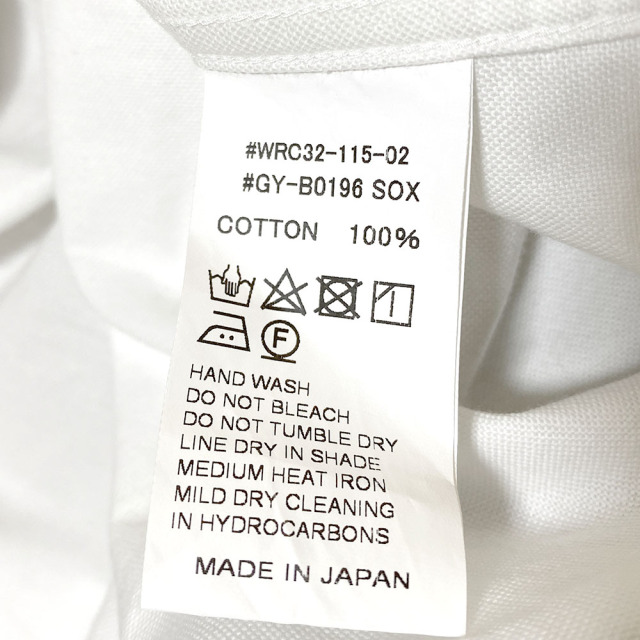 #WRC32-115-02
#GY-B0196 SOX
COTTON 100%
F
HAND WASH
DO NOT BLEACH
DO NOT TUMBLE DRY
LINE DRY IN SHADE
MEDIUM HEAT IRON
MILD DRY CLEANING
IN HYDROCARBONS
MADE IN JAPAN